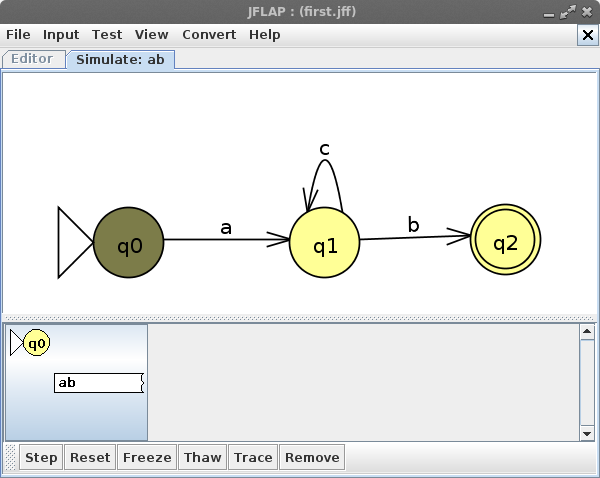 JFLAP : (first.jff)
File Input Test View Convert Help
Editor Simulate: ab
c
a b
q0 q1 q2
q0
ab
Step Reset Freeze Thaw Trace Remove